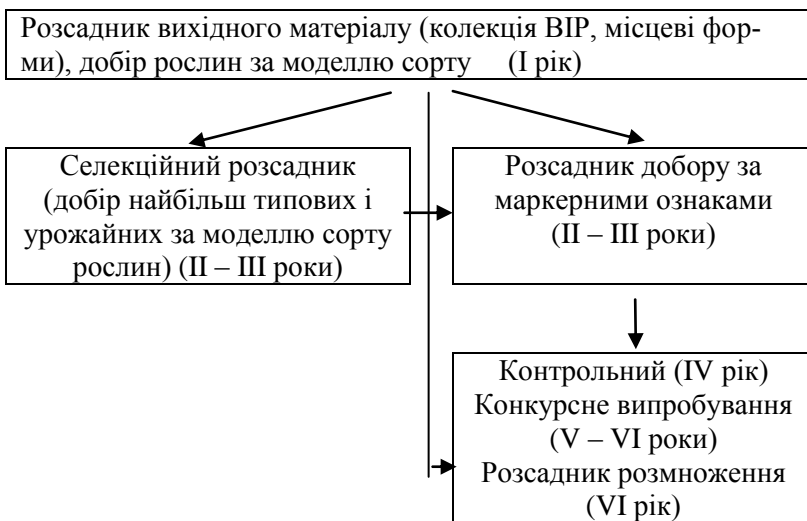 Розсадник вихідного матеріалу (колекція ВІР, місцеві фор-
ми), добір рослин за моделлю сорту (І рік)
Селекційний розсадник
(добір найбільш типових і
урожайних за моделлю сорту
рослин) (ІІ – ІІІ роки)
Розсадник добору за
маркерними ознаками
(ІІ – ІІІ роки)
Контрольний (IV рік)
Конкурсне випробування
(V – VI роки)
Розсадник розмноження
(VI рік)